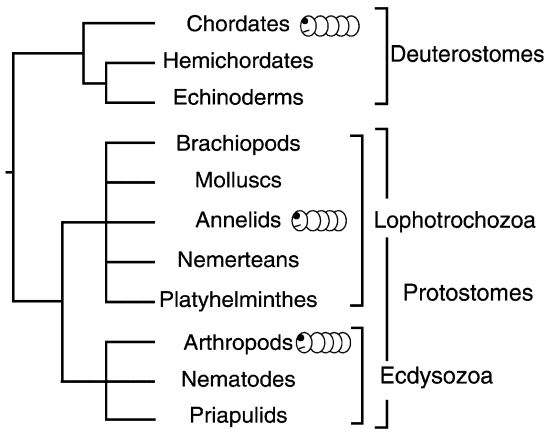 Chordates
Deuterostomes
Hemichordates
Echinoderms
Brachiopods
Molluscs
Annelids
Lophotrochozoa
Nemerteans
Protostomes
Platyhelminthes
Arthropods
Nematodes
Ecdysozoa
Priapulids